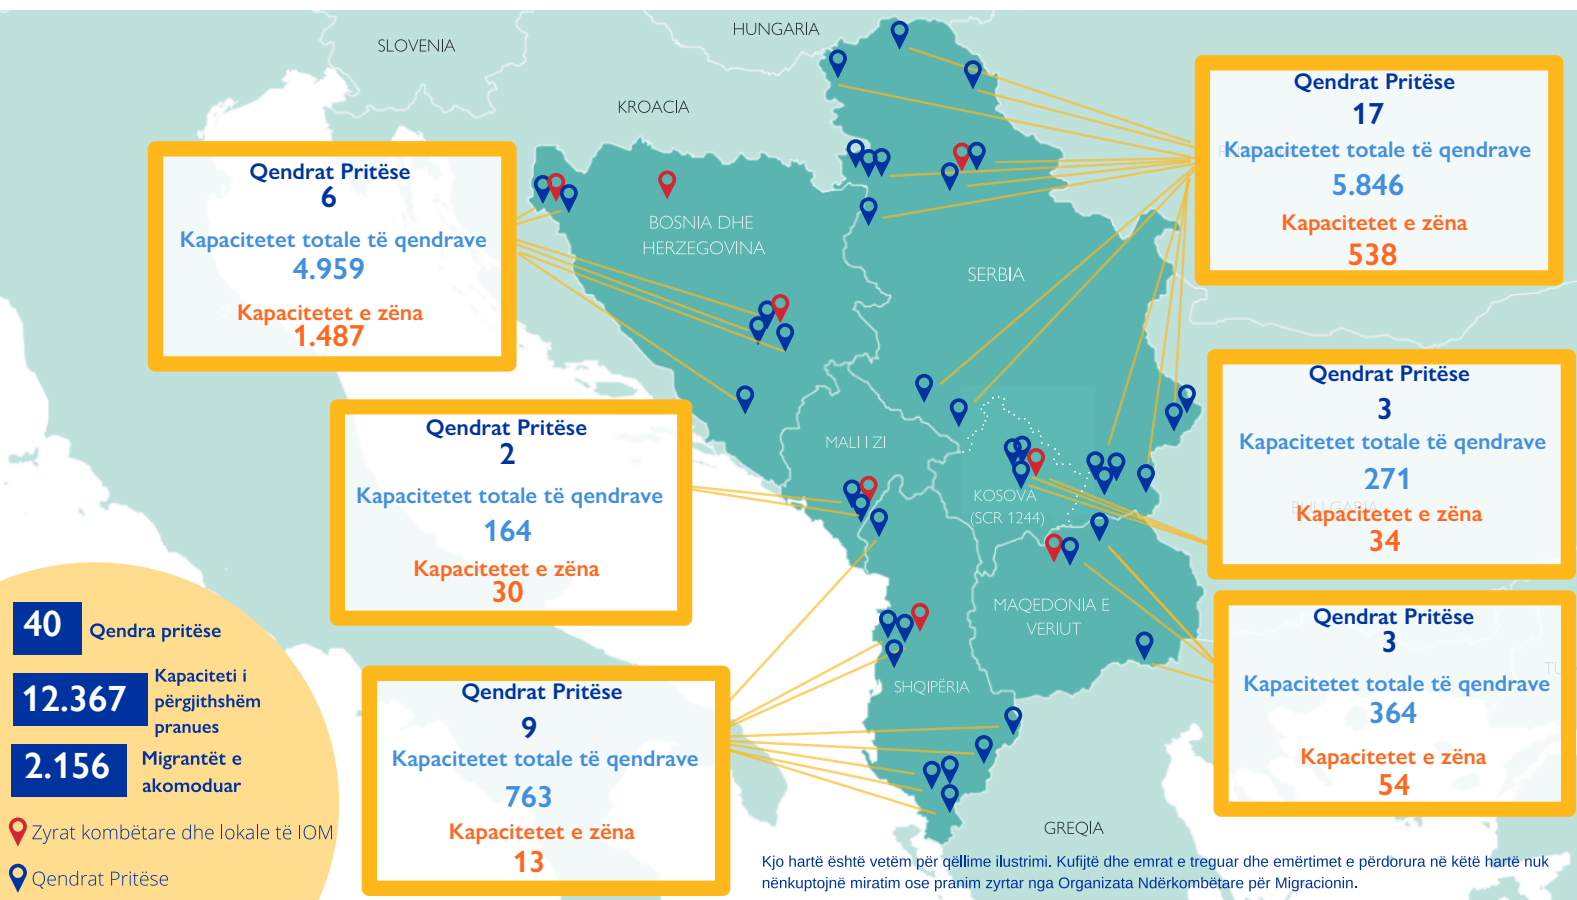 SLOVENIA
HUNGARIA
KROACIA
BOSNIA DHE
HERZEGOVINA
SERBIA
MALI I ZI
KOSOVA
(SCR 1244)
MAQEDONIA E
VERIUT
SHQIPËRIA
GREQIA
BULLGARIA
Qendrat Pritëse
6
Kapacitetet totale të qendrave
4.959
Kapacitetet e zëna
1.487
Qendrat Pritëse
2
Kapacitetet totale të qendrave
164
Kapacitetet e zëna
30
Qendrat Pritëse
9
Kapacitetet totale të qendrave
763
Kapacitetet e zëna
13
Qendrat Pritëse
17
Kapacitetet totale të qendrave
5.846
Kapacitetet e zëna
538
Qendrat Pritëse
3
Kapacitetet totale të qendrave
271
Kapacitetet e zëna
34
Qendrat Pritëse
3
Kapacitetet totale të qendrave
364
Kapacitetet e zëna
54
40
Qendra pritëse
12.367
Kapaciteti i
përgjithshëm
pranues
2.156
Migrantët e
akomoduar
Zyrat kombëtare dhe lokale të IOM
Qendrat Pritëse
Kjo hartë është vetëm për qëllime ilustrimi. Kufijtë dhe emrat e treguar dhe emërtimet e përdorura në këtë hartë nuk
nënkuptojnë miratim ose pranim zyrtar nga Organizata Ndërkombëtare për Migracionin.